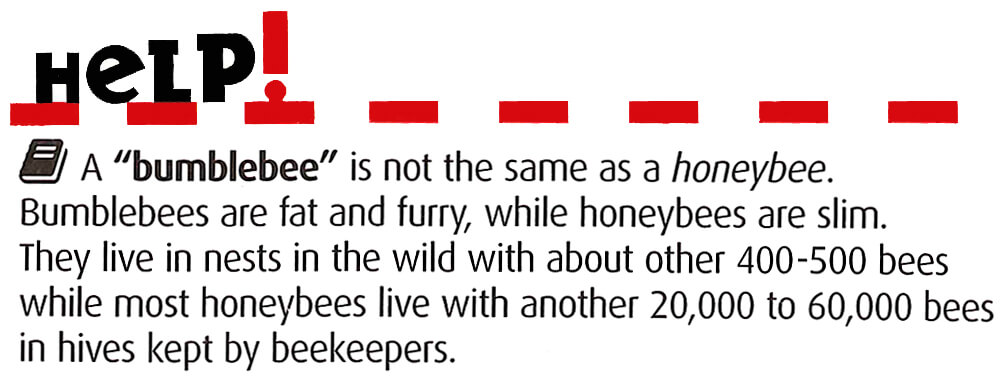 HeLP!
A "bumblebee" is not the same as a honeybee.
Bumblebees are fat and furry, while honeybees are slim.
They live in nests in the wild with about other 400-500 bees
while most honeybees live with another 20,000 to 60,000 bees
in hives kept by beekeepers.